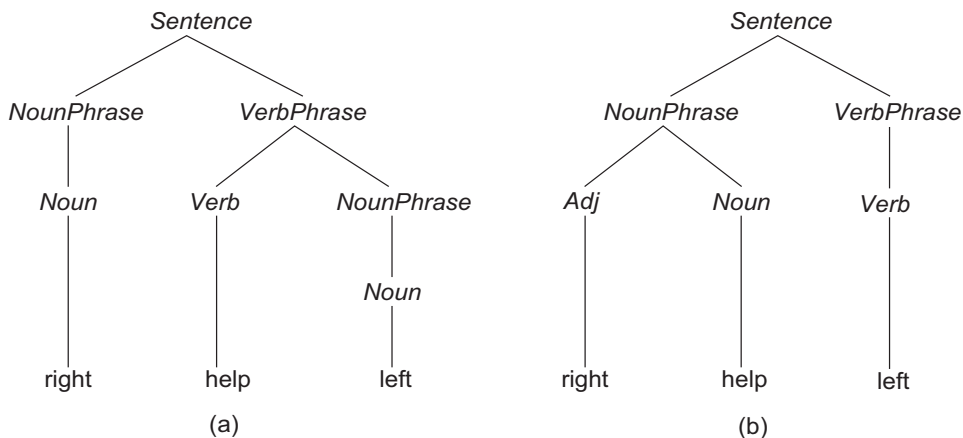 Sentence Sentence
NounPhrase VerbPhrase NounPhrase VerbPhrase
Noun Verb NounPhrase Adj Noun Verb
Noun
right help left right help left
(a) (b)